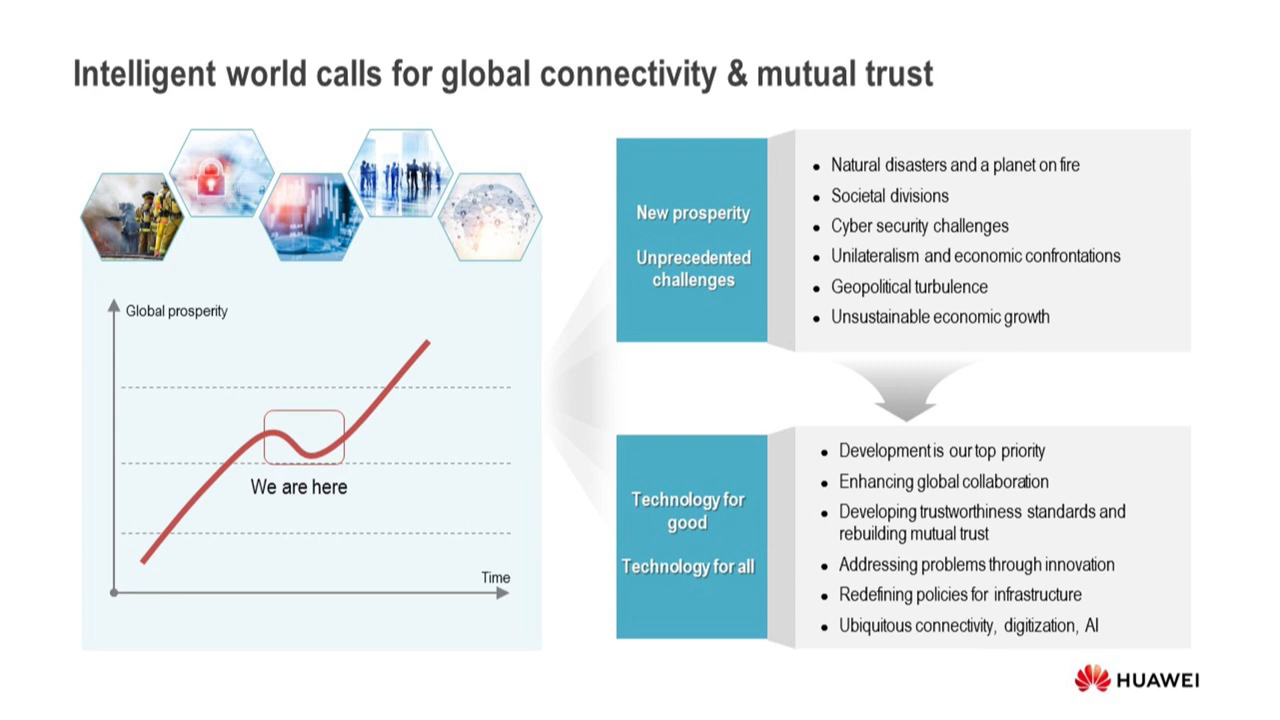 Intelligent world calls for global connectivity & mutual trust
Global prosperity
We are here
Time
New prosperity
Unprecedented
challenges
• Natural disasters and a planet on fire
• Societal divisions
• Cyber security challenges
• Unilateralism and economic confrontations
• Geopolitical turbulence
• Unsustainable economic growth
Technology for
good
Technology for all
• Development is our top priority
• Enhancing global collaboration
• Developing trustworthiness standards and
rebuilding mutual trust
• Addressing problems through innovation
• Redefining policies for infrastructure
• Ubiquitous connectivity, digitization, AI
HUAWEI